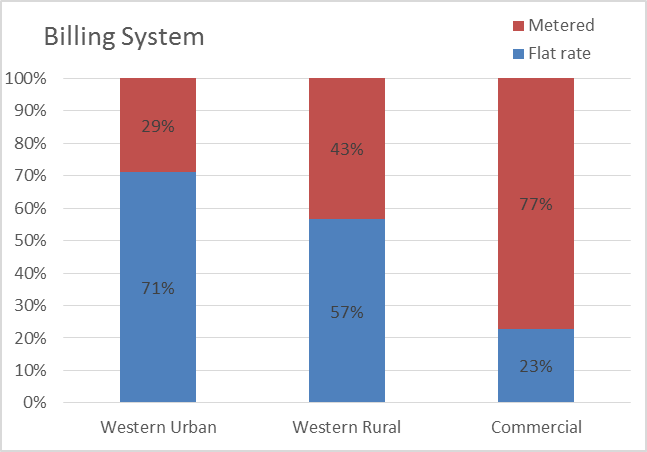 Billing System
Metered
Flat rate
100%
90%
80%
70%
60%
50%
40%
30%
20%
10%
0%
29%
43%
77%
71%
57%
23%
Western Urban
Western Rural
Commercial